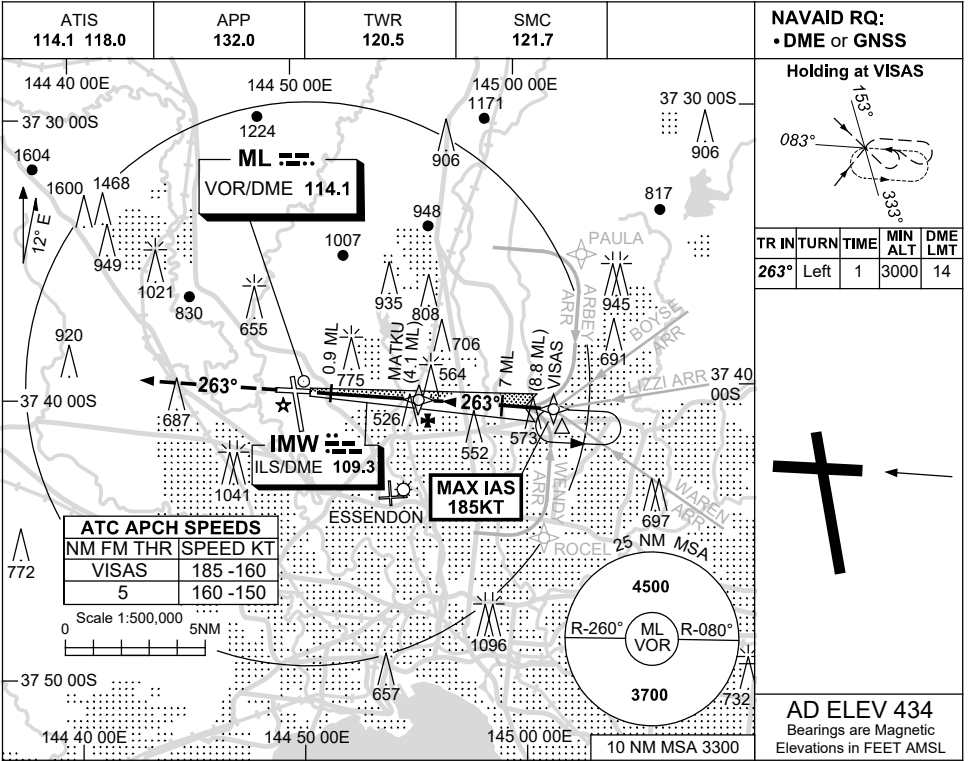 ATIS
114.1 118.0
APP
132.0
TWR
120.5
SMC
121.7
NAVAID RQ:
• DME or GNSS
Holding at VISAS
153°
083°
333°
TR IN TURN TIME MIN ALT DME LMT
263° Left 1 3000 14
144 40 00E
144 50 00E
145 00 00E
37 30 00S
37 30 00S
1171
1224
1604
906
906
ML
VOR/DME 114.1
1600
1468
12° E
949
1021
830
655
1007
948
935
808
817
PAULA
ARBEY
ARR
945
BOYSE
ARR
691
920
0.9 ML
775
MATKU
(4.1 ML)
706
564
7 ML
(8.8 ML)
VISAS
LIZZI ARR
37 40
00S
263°
263°
37 40 00S
687
526
552
573
IMW
ILS/DME 109.3
1041
MAX IAS
185KT
WENDY
ARR
WAREN
ARR
ESSENDON
697
ROCEL
ATC APCH SPEEDS
NM FM THR SPEED KT
VISAS 185 -160
5 160 -150
772
Scale 1:500,000
0 5NM
1096
25 NM MSA
4500
R-260°
ML
VOR
R-080°
3700
37 50 00S
657
732
144 40 00E
144 50 00E
145 00 00E
10 NM MSA 3300
AD ELEV 434
Bearings are Magnetic
Elevations in FEET AMSL